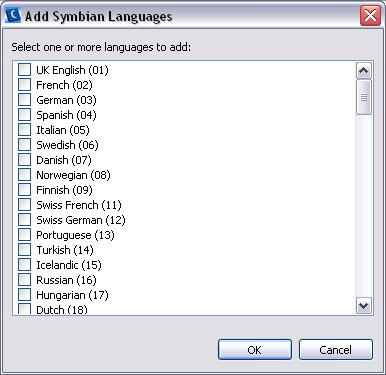 Add Symbian Languages
Select one or more languages to add:
UK English (01)
French (02)
German (03)
Spanish (04)
Italian (05)
Swedish (06)
Danish (07)
Norwegian (08)
Finnish (09)
Swiss French (11)
Swiss German (12)
Portuguese (13)
Turkish (14)
Icelandic (15)
Russian (16)
Hungarian (17)
Dutch (18)
OK
Cancel